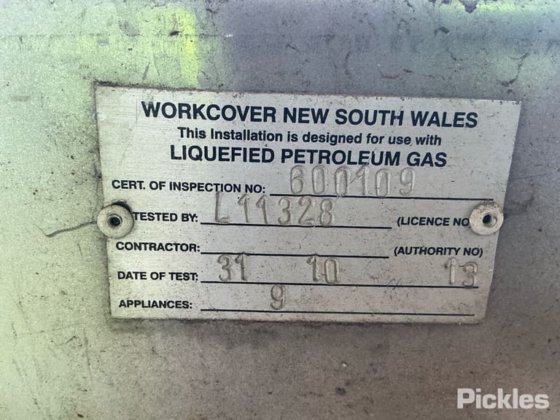 WORKCOVER NEW SOUTH WALES
This Installation is designed for use with
LIQUEFIED PETROLEUM GAS
CERT. OF INSPECTION NO: 600109
TESTED BY: L11328 (LICENCE NO)
CONTRACTOR: (AUTHORITY NO)
DATE OF TEST: 31 10 13
APPLIANCES: 9
Pickles